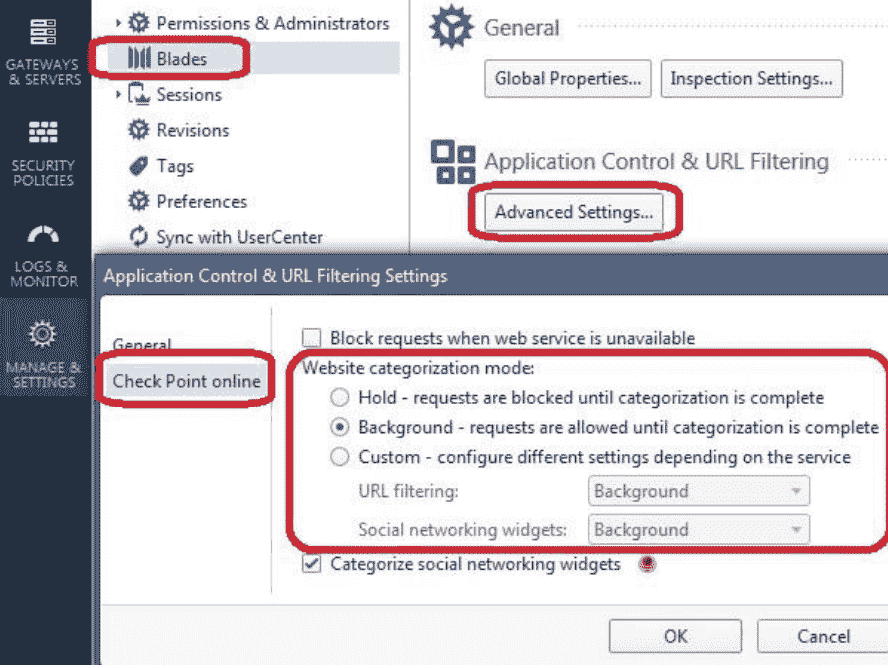 GATEWAYS
& SERVERS
SECURITY
POLICIES
LOGS &
MONITOR
MANAGE &
SETTINGS
Permissions & Administrators
Blades
Sessions
Revisions
Tags
Preferences
Sync with UserCenter
General
Global Properties...
Inspection Settings...
Application Control & URL Filtering
Advanced Settings...
Application Control & URL Filtering Settings
General
Check Point online
Block requests when web service is unavailable
Website categorization mode:
Hold - requests are blocked until categorization is complete
Background - requests are allowed until categorization is complete
Custom - configure different settings depending on the service
URL filtering:
Background
Social networking widgets:
Background
Categorize social networking widgets
OK
Cancel